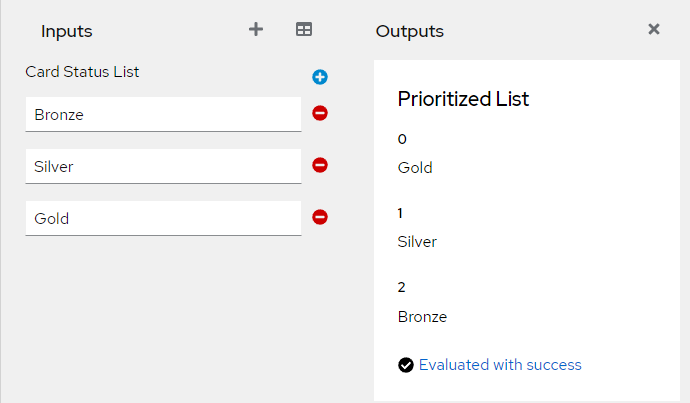 Inputs
Card Status List
Bronze
Silver
Gold
Outputs
Prioritized List
0
Gold
1
Silver
2
Bronze
Evaluated with success